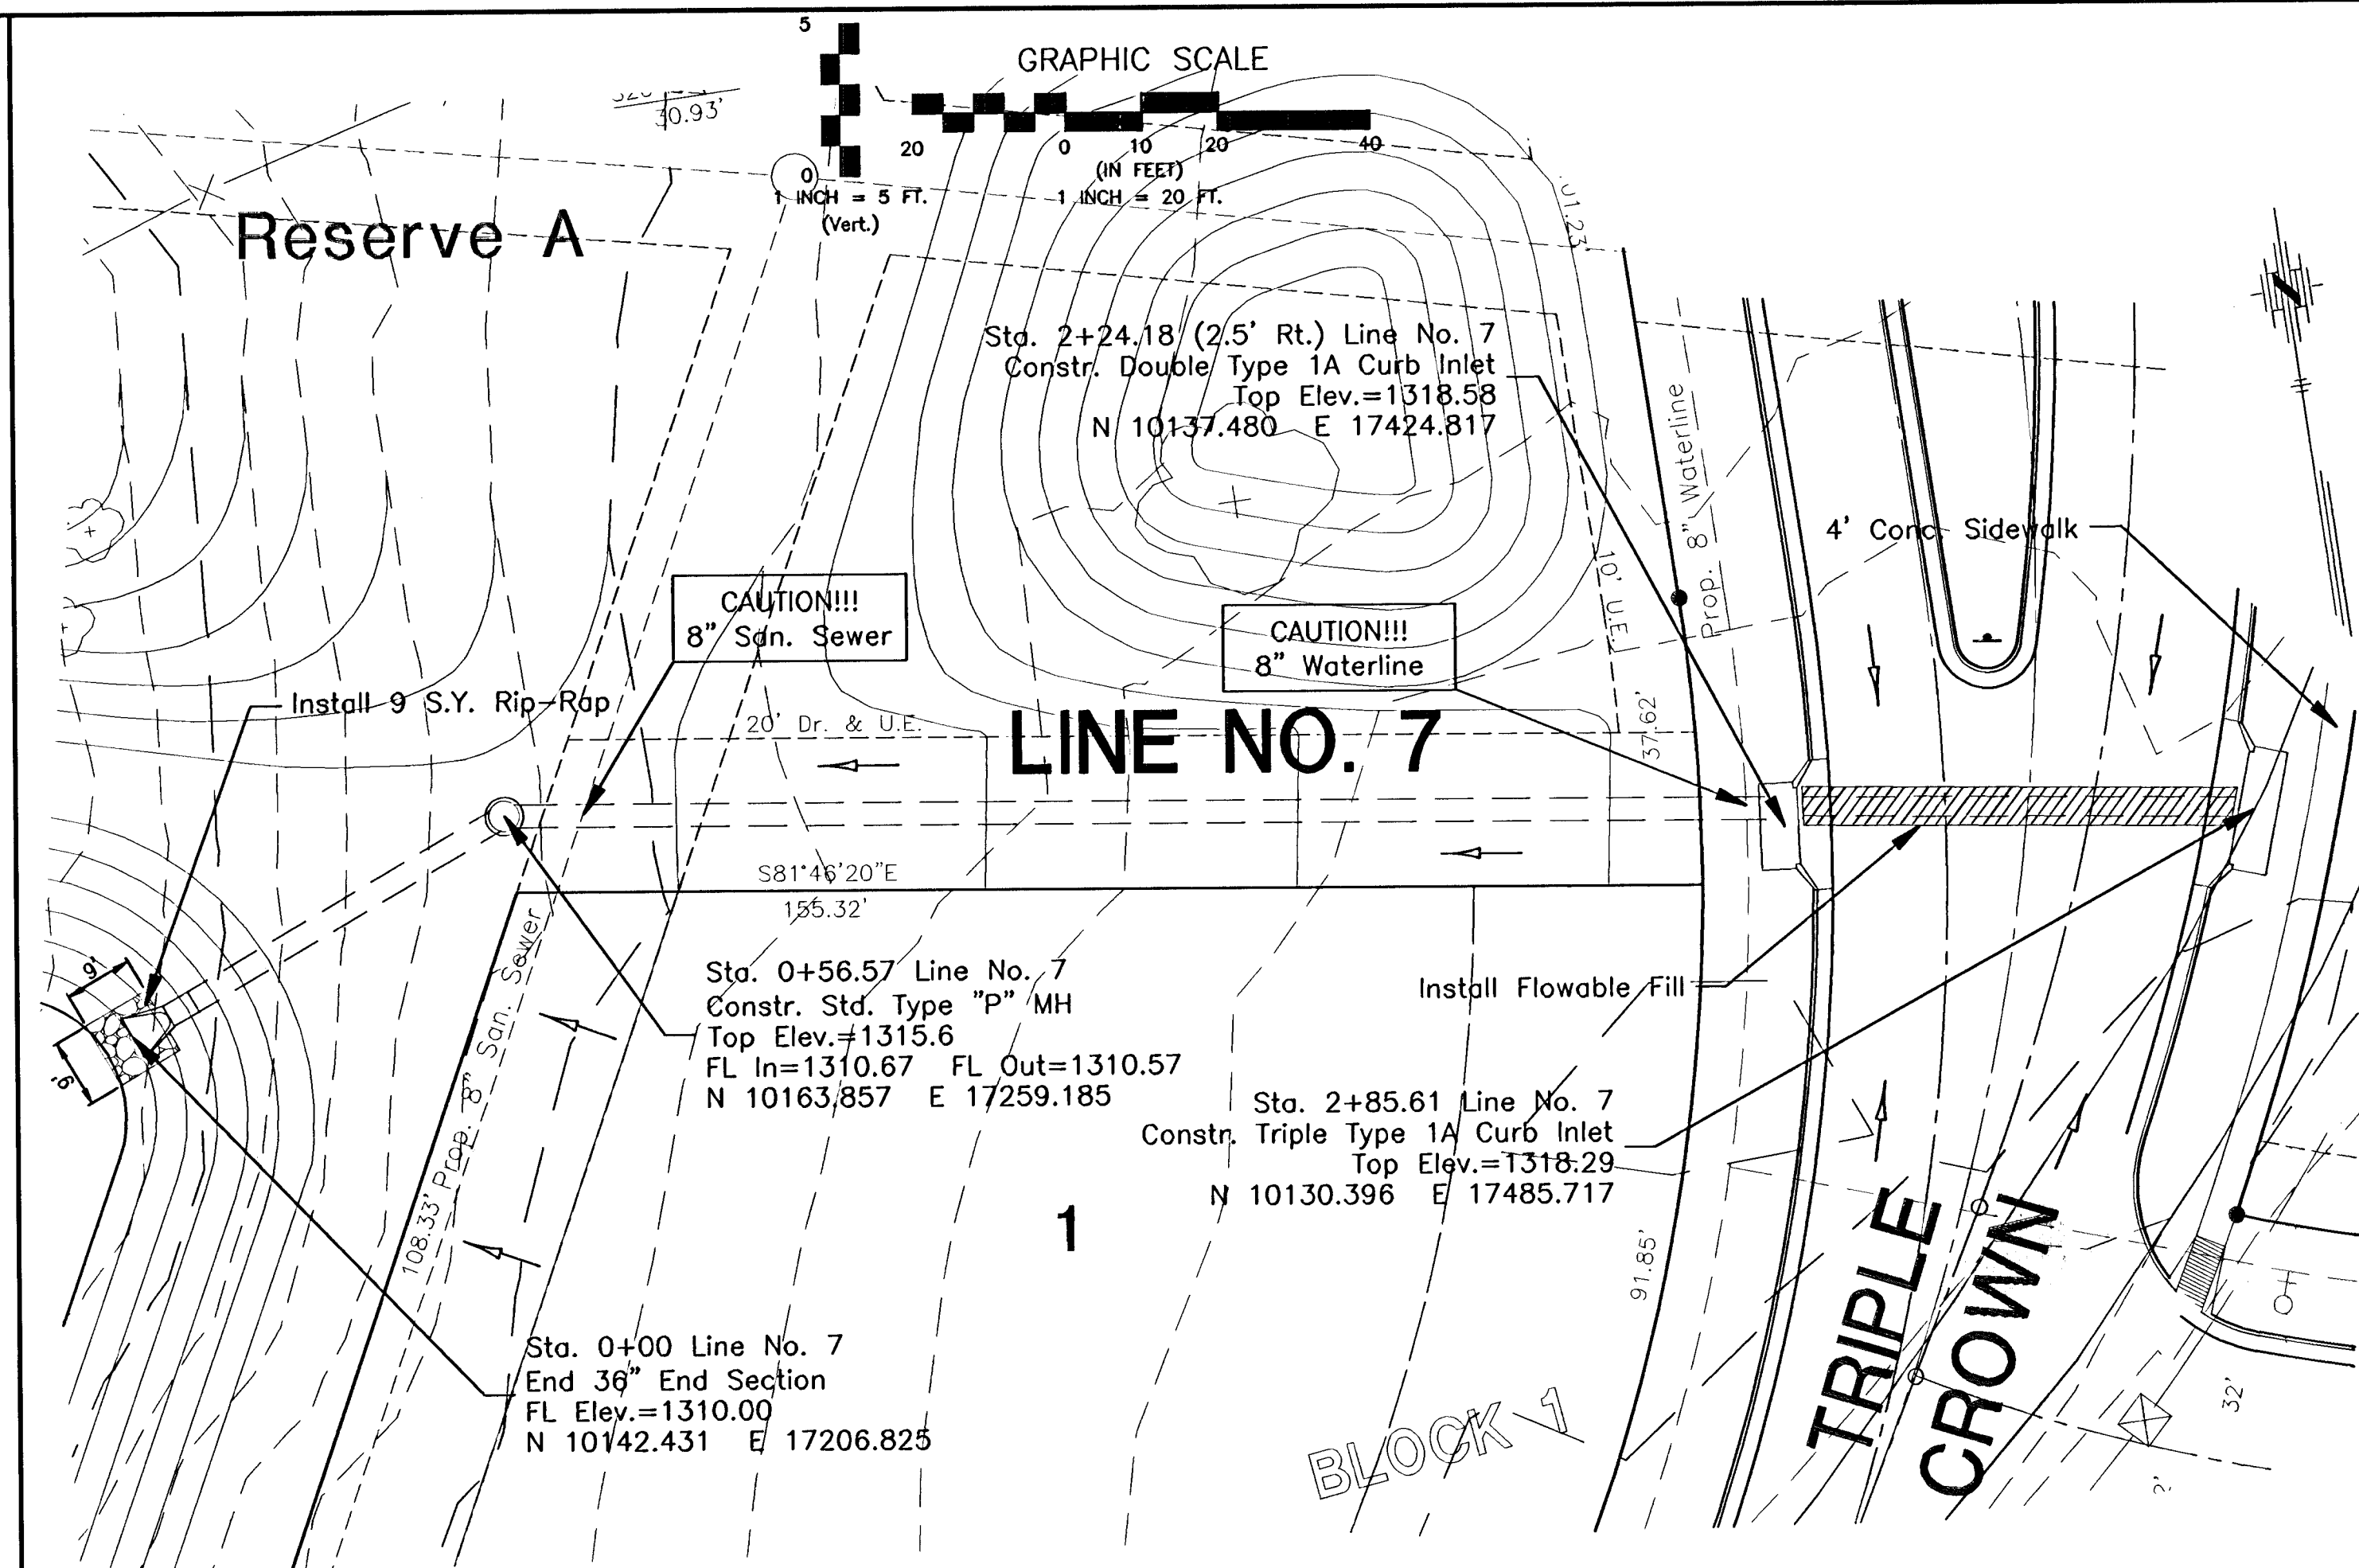 5
GRAPHIC SCALE
30.93'
20 0 10 20 40
0
(IN FEET)
1 INCH = 5 FT.
1 INCH = 20 FT.
(Vert.)
Reserve A
01.23'
Sta. 2+24.18 (2.5' Rt.) Line No. 7
Constr. Double Type 1A Curb Inlet
Top Elev.=1318.58
N 10137.480 E 17424.817
Prop. 8" Waterline
4' Conc. Sidewalk
10' U.E.
CAUTION!!!
8" San. Sewer
CAUTION!!!
8" Waterline
Install 9 S.Y. Rip-Rap
20' Dr. & U.E.
LINE NO. 7
37.62'
S81°46'20"E
155.32'
Sta. 0+56.57 Line No. 7
Constr. Std. Type "P" MH
Top Elev.=1315.6
FL In=1310.67 FL Out=1310.57
N 10163.857 E 17259.185
Install Flowable Fill
9'
Prop. 8" San. Sewer
108.33'
Sta. 2+85.61 Line No. 7
Constr. Triple Type 1A Curb Inlet
Top Elev.=1318.29
N 10130.396 E 17485.717
1
91.85'
TRIPLE
CROWN
Sta. 0+00 Line No. 7
End 36" End Section
FL Elev.=1310.00
N 10142.431 E 17206.825
BLOCK 1
32'